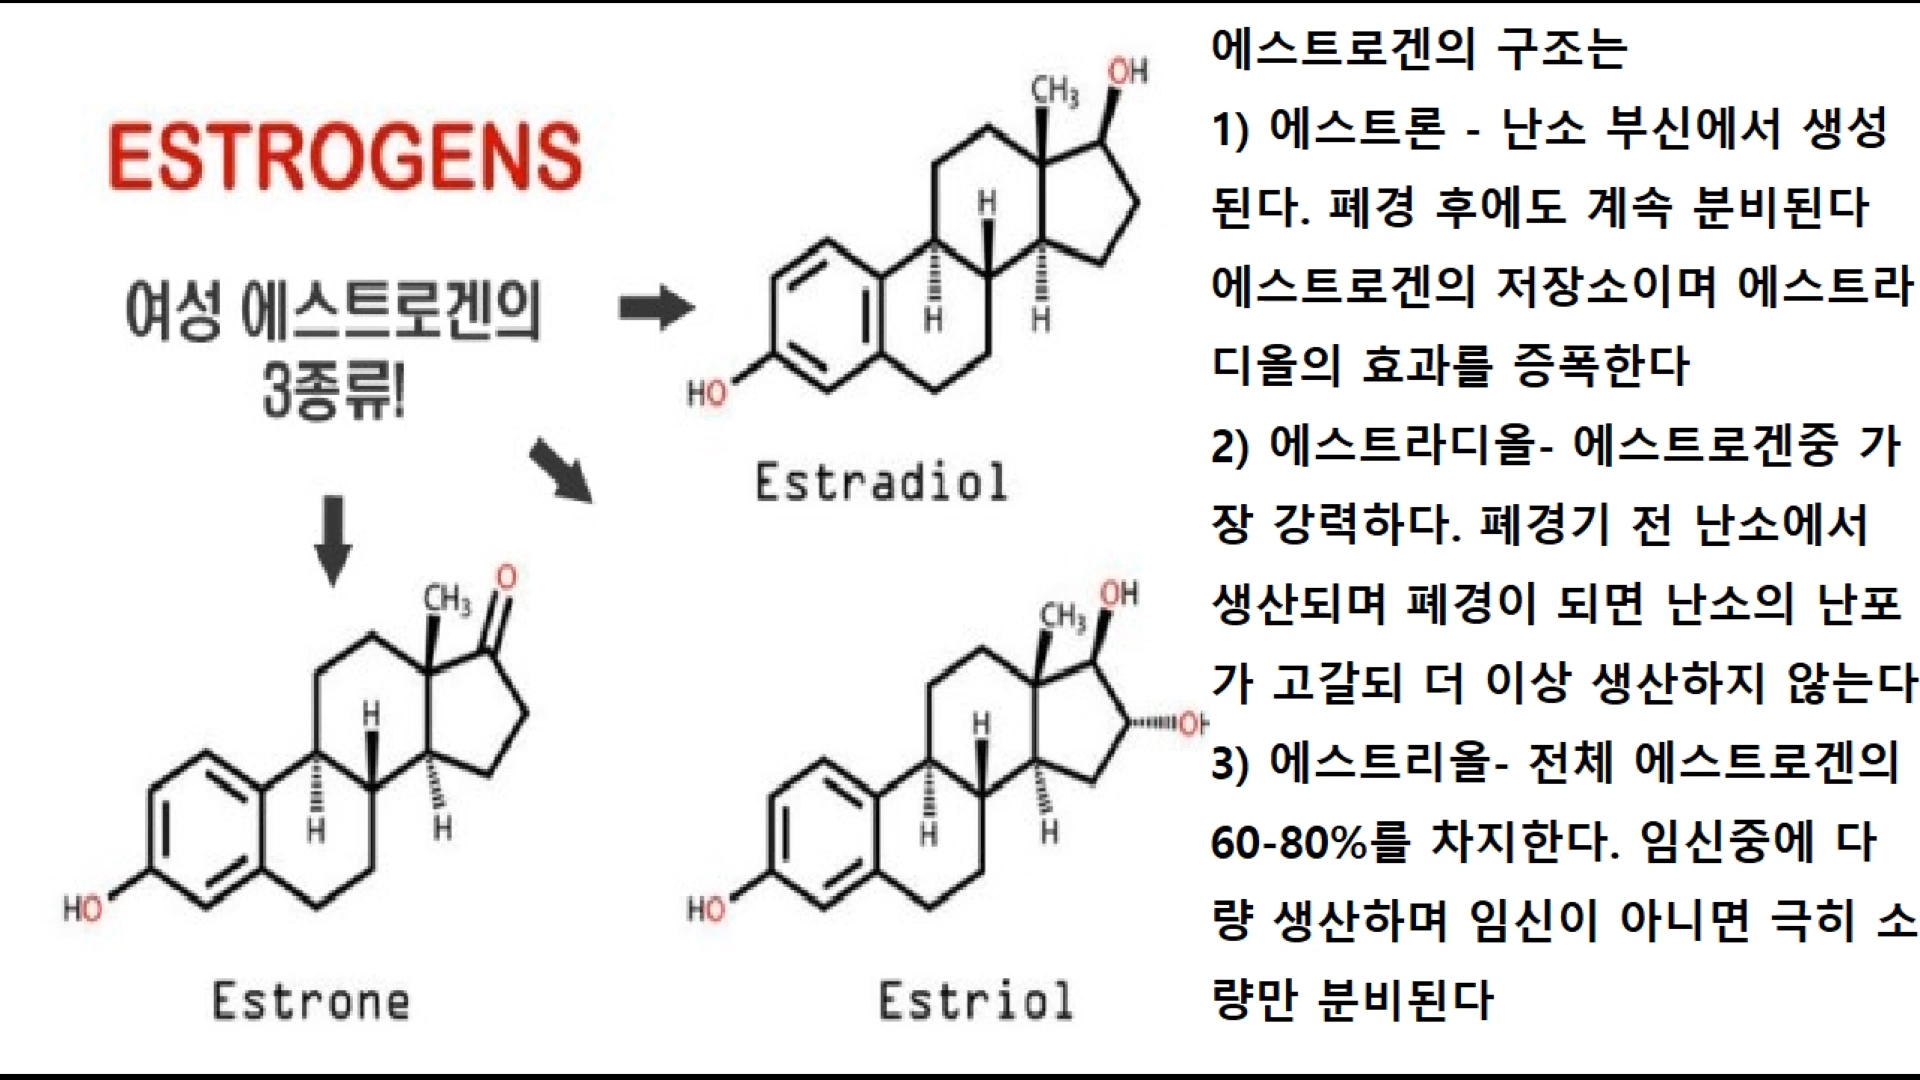 ESTROGENS
여성 에스트로겐의
3종류!
OH
CH3
H
H
H
HO
Estradiol
O
CH3
H
H
H
HO
Estrone
OH
CH3
OH
H
H
H
HO
Estriol
에스트로겐의 구조는
1) 에스트론 - 난소 부신에서 생성
된다. 폐경 후에도 계속 분비된다
에스트로겐의 저장소이며 에스트라
디올의 효과를 증폭한다
2) 에스트라디올- 에스트로겐중 가
장 강력하다. 폐경기 전 난소에서
생산되며 폐경이 되면 난소의 난포
가 고갈되 더 이상 생산하지 않는다
3) 에스트리올- 전체 에스트로겐의
60-80%를 차지한다. 임신중에 다
량 생산하며 임신이 아니면 극히 소
량만 분비된다